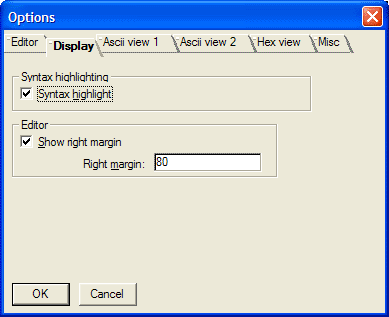 Options
Editor Display Ascii view 1 Ascii view 2 Hex view Misc
Syntax highlighting
Syntax highlight
Editor
Show right margin
Right margin: 80
OK Cancel